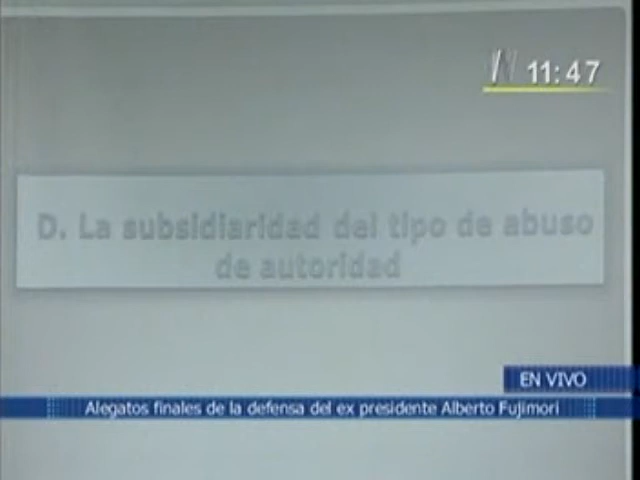 N 11:47
D. La subsidiaridad del tipo de abuso
de autoridad
EN VIVO
Alegatos finales de la defensa del ex presidente Alberto Fujimori